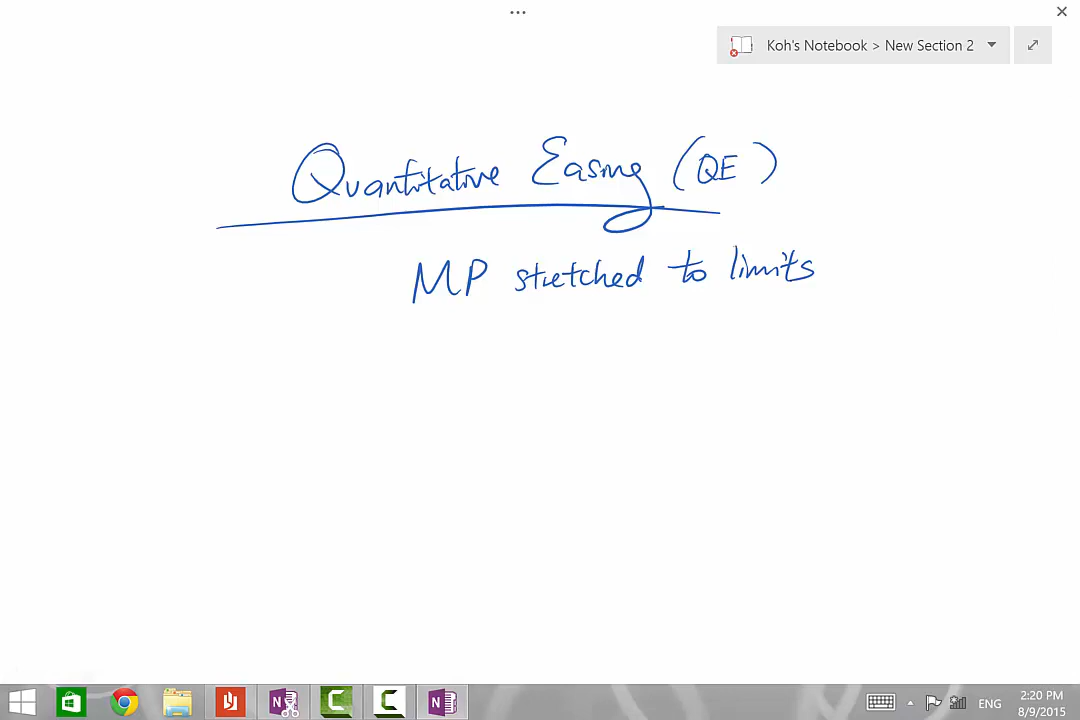 ...
Koh's Notebook > New Section 2
Quantitative Easing (QE)
MP stretched to limits
ENG
2:20 PM
8/9/2015